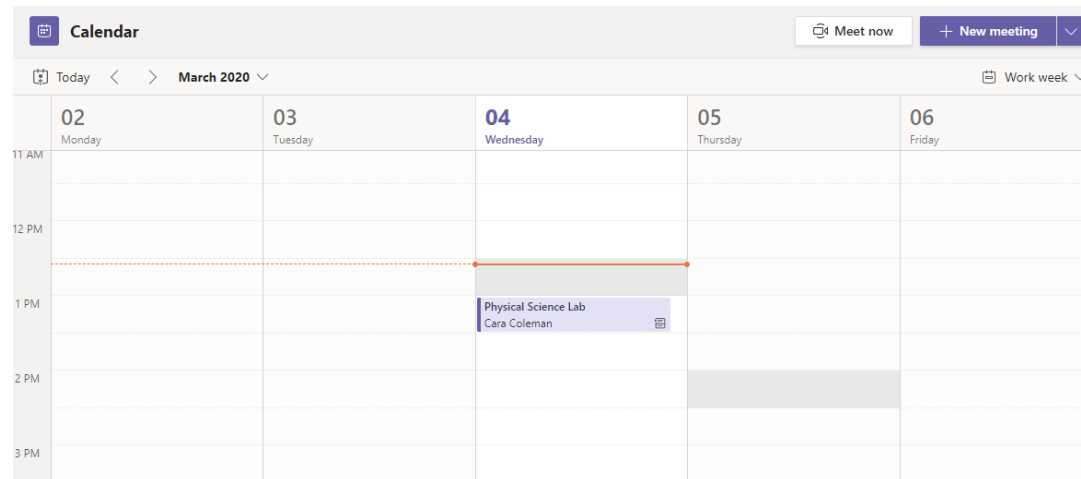 Calendar
Meet now
New meeting
Today
March 2020
Work week
02
Monday
03
Tuesday
04
Wednesday
05
Thursday
06
Friday
11 AM
12 PM
1 PM
Physical Science Lab
Cara Coleman
2 PM
3 PM